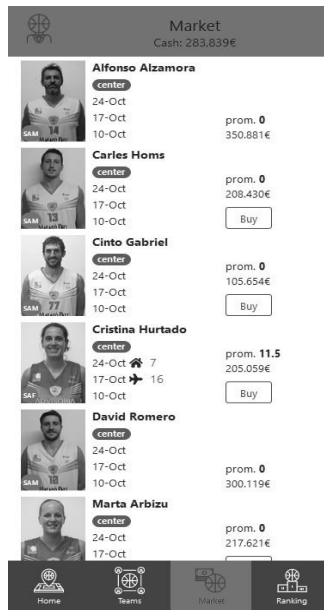 Market
Cash: 283.839€
Alfonso Alzamora
center
24-Oct
17-Oct
10-Oct
prom. 0
350.881€
SAM
14
Carles Homs
center
24-Oct
17-Oct
10-Oct
prom. 0
208.430€
Buy
SAM
13
Cinto Gabriel
center
24-Oct
17-Oct
10-Oct
prom. 0
105.654€
Buy
SAM
77
Cristina Hurtado
center
24-Oct 7
17-Oct 16
10-Oct
prom. 11.5
205.059€
Buy
SAF
David Romero
center
24-Oct
17-Oct
10-Oct
prom. 0
300.119€
SAM
Marta Arbizu
center
24-Oct
17-Oct
prom. 0
217.621€
Home
Teams
Market
Ranking